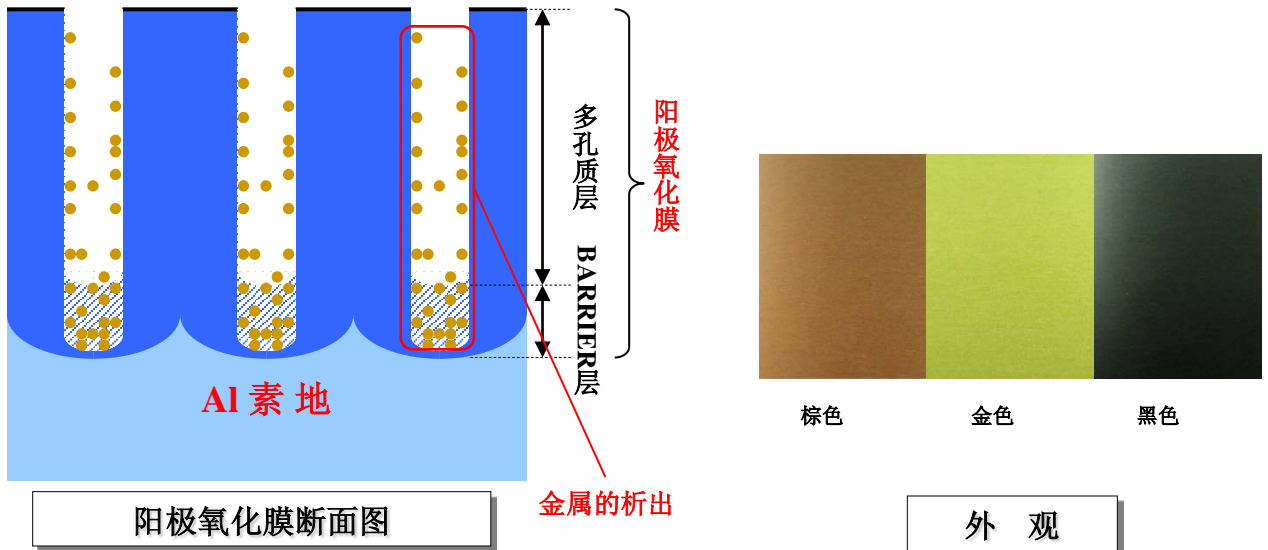 多孔质层
BARRIER层
阳极氧化膜
Al 素 地
金属的析出
阳极氧化膜断面图
棕色
金色
黑色
外 观